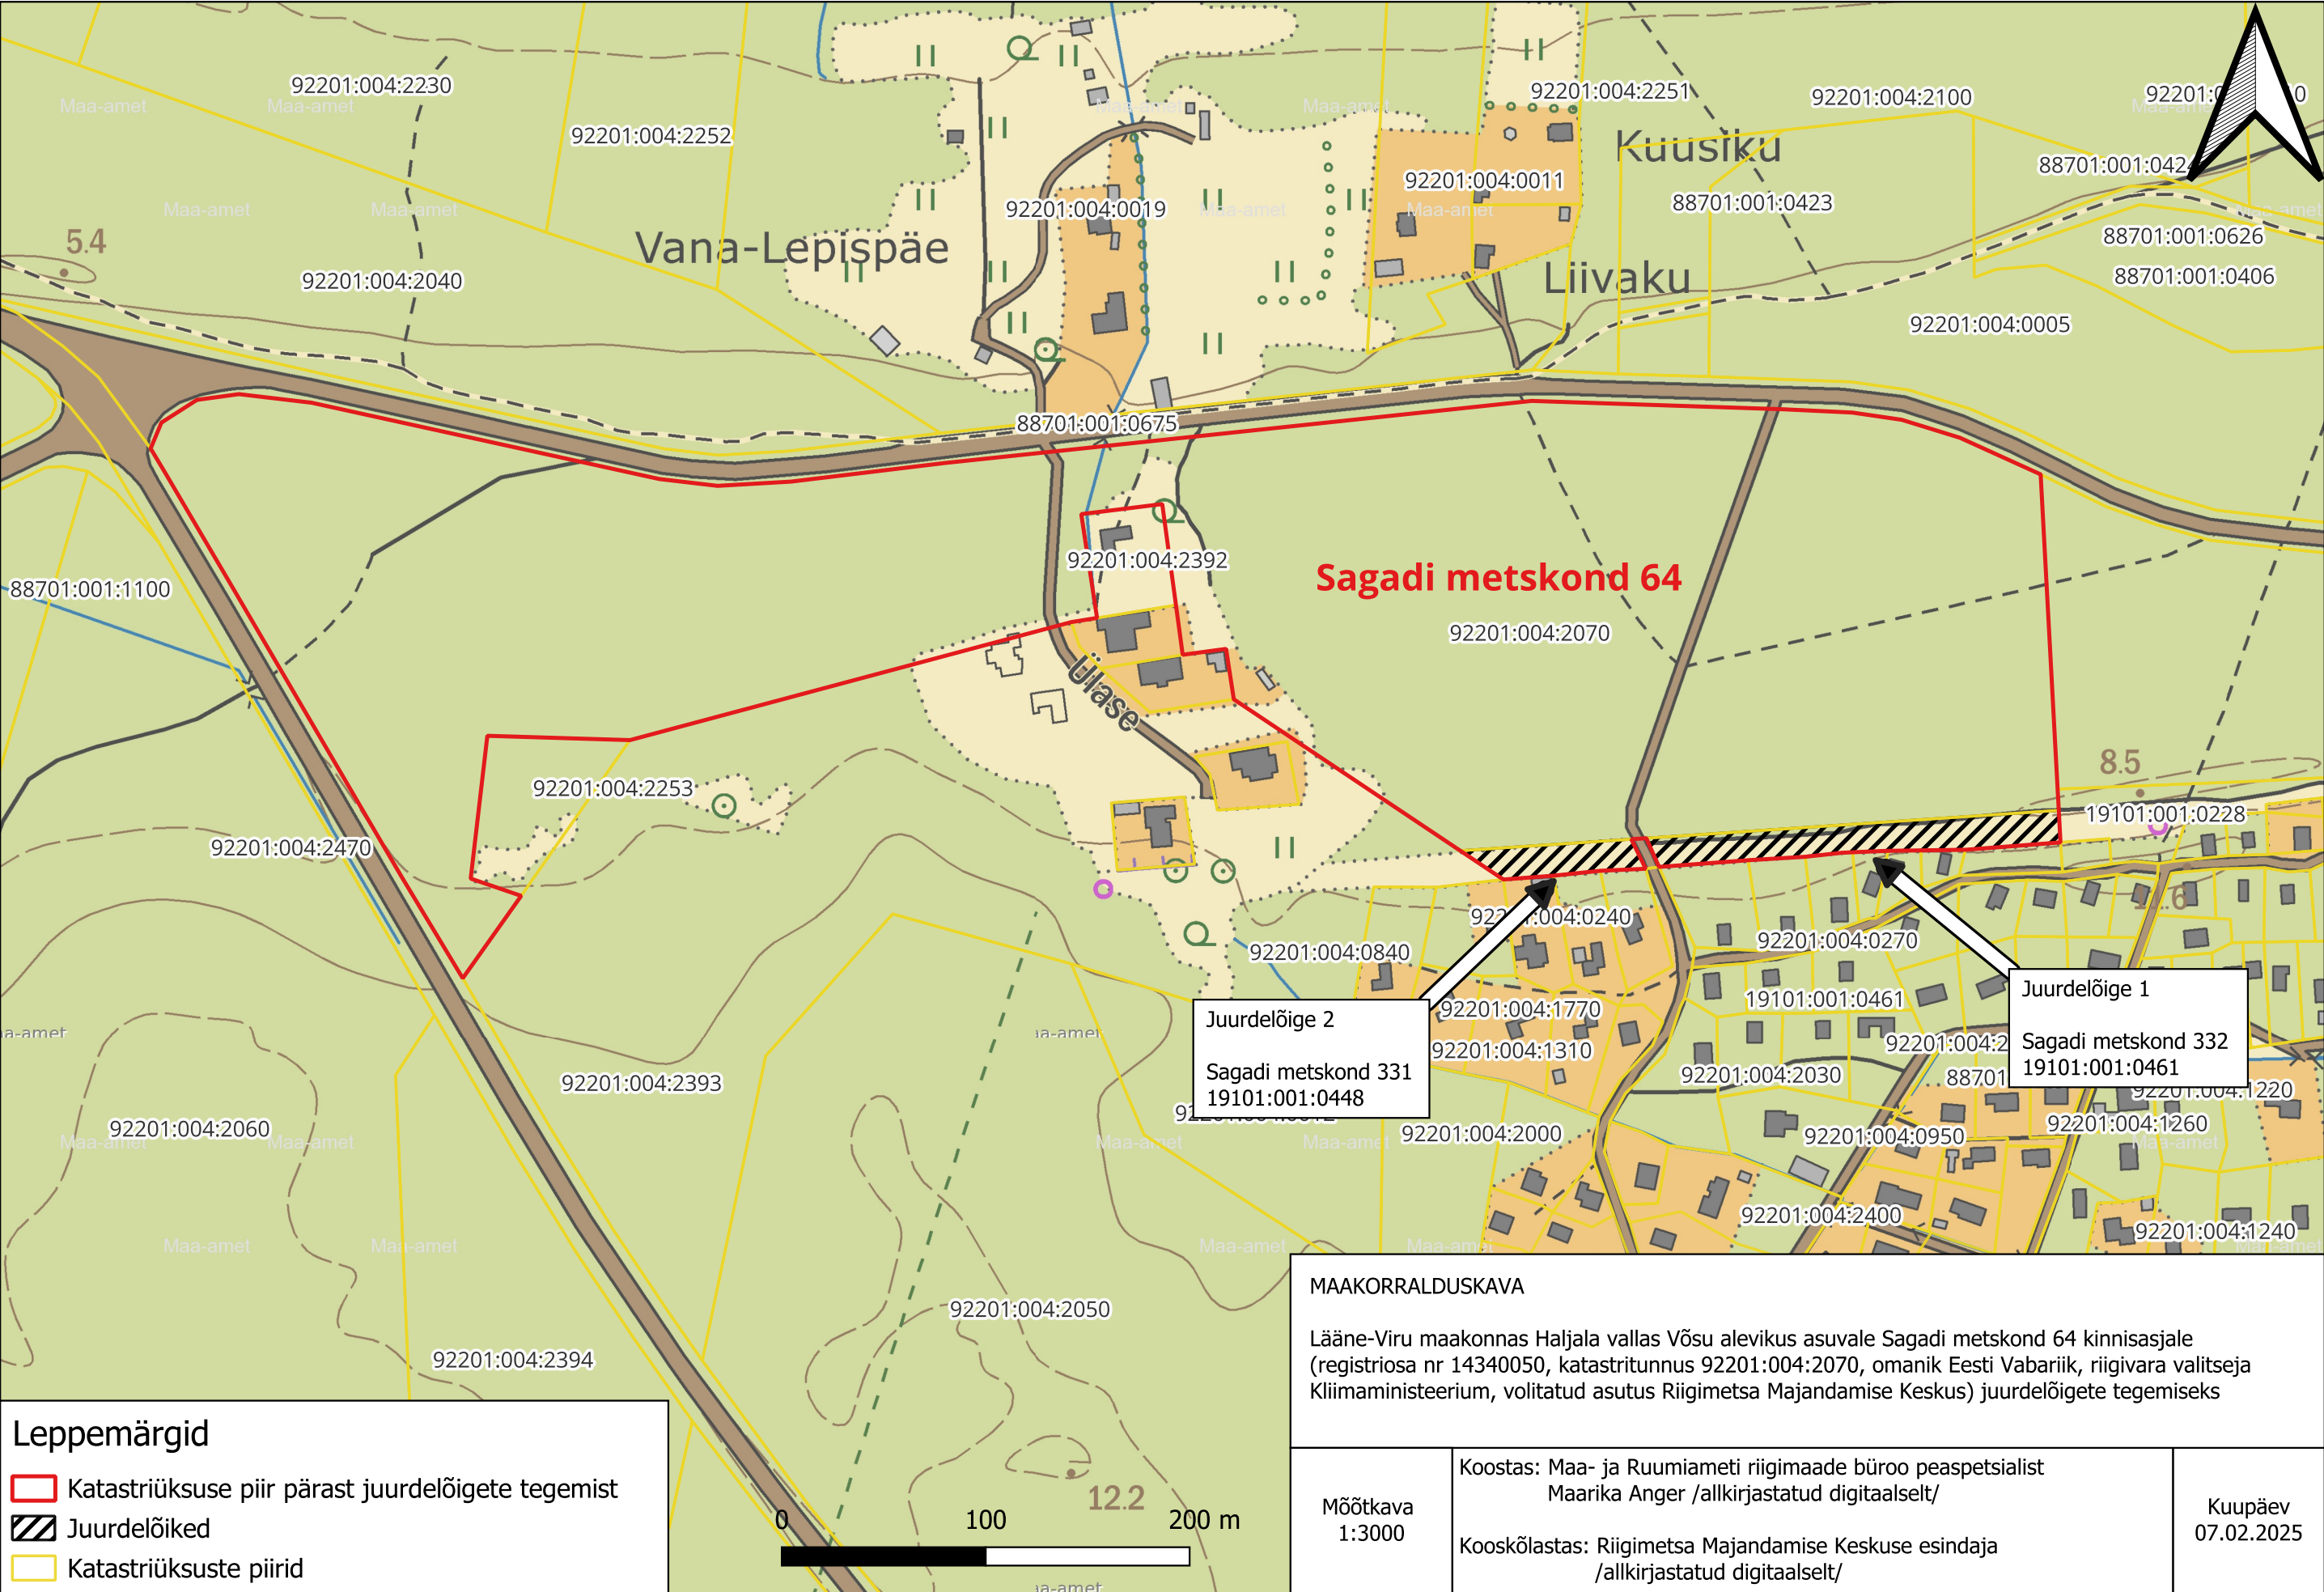 92201:004:2230
92201:004:2252
92201:004:2251
92201:004:2100
Kuusiku
88701:001:0424
92201:004:0011
88701:001:0423
92201:004:0019
5.4
Vana-Lepispäe
88701:001:0626
92201:004:2040
Liivaku
88701:001:0406
92201:004:0005
88701:001:0675
88701:001:1100
92201:004:2392
Sagadi metskond 64
92201:004:2070
Ülase
8.5
92201:004:2253
19101:001:0228
92201:004:2470
92201:004:0240
92201:004:0840
92201:004:0270
92201:004:1770
19101:001:0461
92201:004:1310
92201:004:2030
92201:004:2393
92201:004:1220
92201:004:2060
92201:004:2000
92201:004:0950
92201:004:1260
92201:004:2400
92201:004:1240
92201:004:2050
92201:004:2394
12.2
Maa-amet
Juurdelõige 2
Sagadi metskond 331
19101:001:0448
Juurdelõige 1
Sagadi metskond 332
19101:001:0461
Leppemärgid
Katastriüksuse piir pärast juurdelõigete tegemist
Juurdelõiked
Katastriüksuste piirid
0 100 200 m
MAAKORRALDUSKAVA
Lääne-Viru maakonnas Haljala vallas Võsu alevikus asuvale Sagadi metskond 64 kinnisasjale
(registriosa nr 14340050, katastritunnus 92201:004:2070, omanik Eesti Vabariik, riigivara valitseja
Kliimaministeerium, volitatud asutus Riigimetsa Majandamise Keskus) juurdelõigete tegemiseks
Mõõtkava
1:3000
Koostas: Maa- ja Ruumiameti riigimaade büroo peaspetsialist
Maarika Anger /allkirjastatud digitaalselt/
Kooskõlastas: Riigimetsa Majandamise Keskuse esindaja
/allkirjastatud digitaalselt/
Kuupäev
07.02.2025